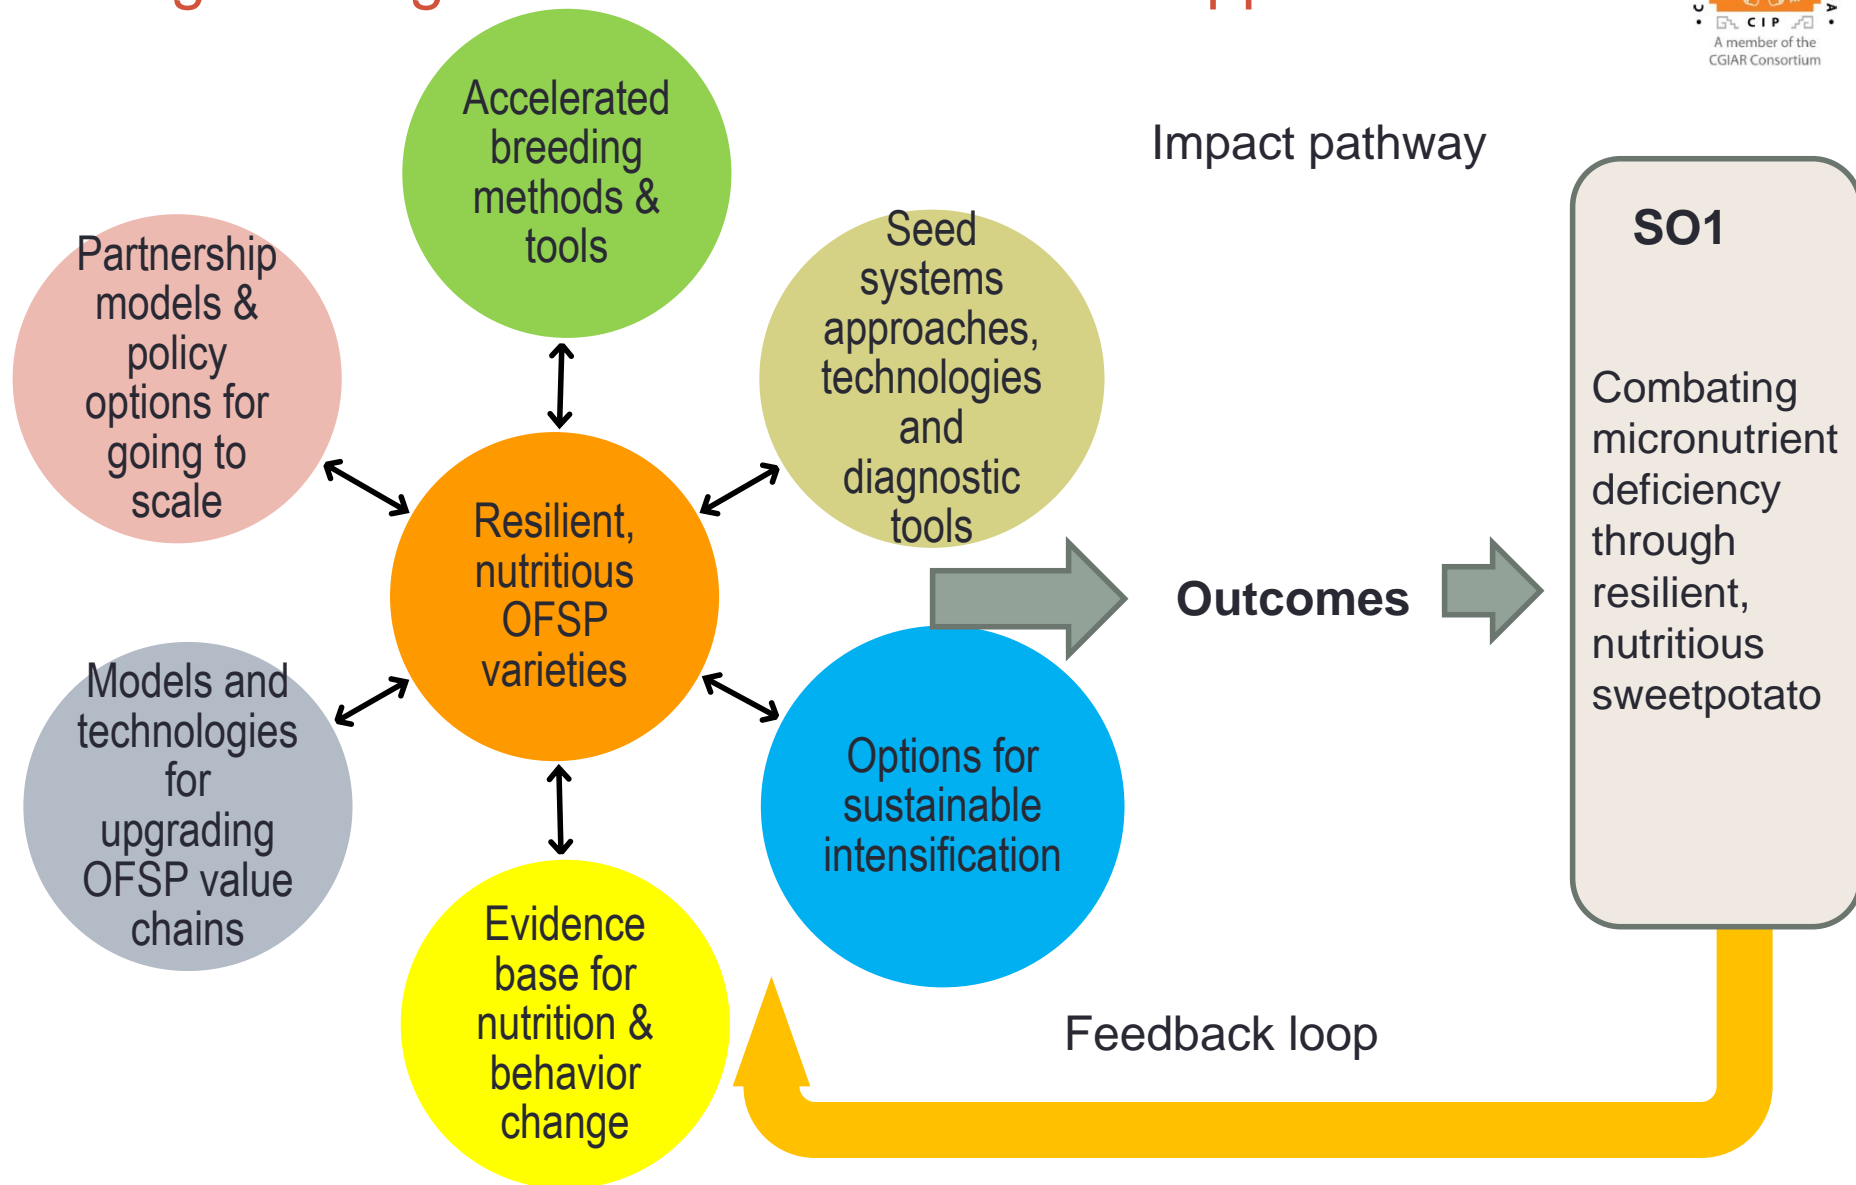 CIP
A member of the
CGIAR Consortium
Impact pathway
Accelerated
breeding
methods &
tools
Partnership
models &
policy
options for
going to
scale
Seed
systems
approaches,
technologies
and
diagnostic
tools
Resilient,
nutritious
OFSP
varieties
Models and
technologies
for
upgrading
OFSP value
chains
Options for
sustainable
intensification
Evidence
base for
nutrition &
behavior
change
Outcomes
SO1
Combating
micronutrient
deficiency
through
resilient,
nutritious
sweetpotato
Feedback loop